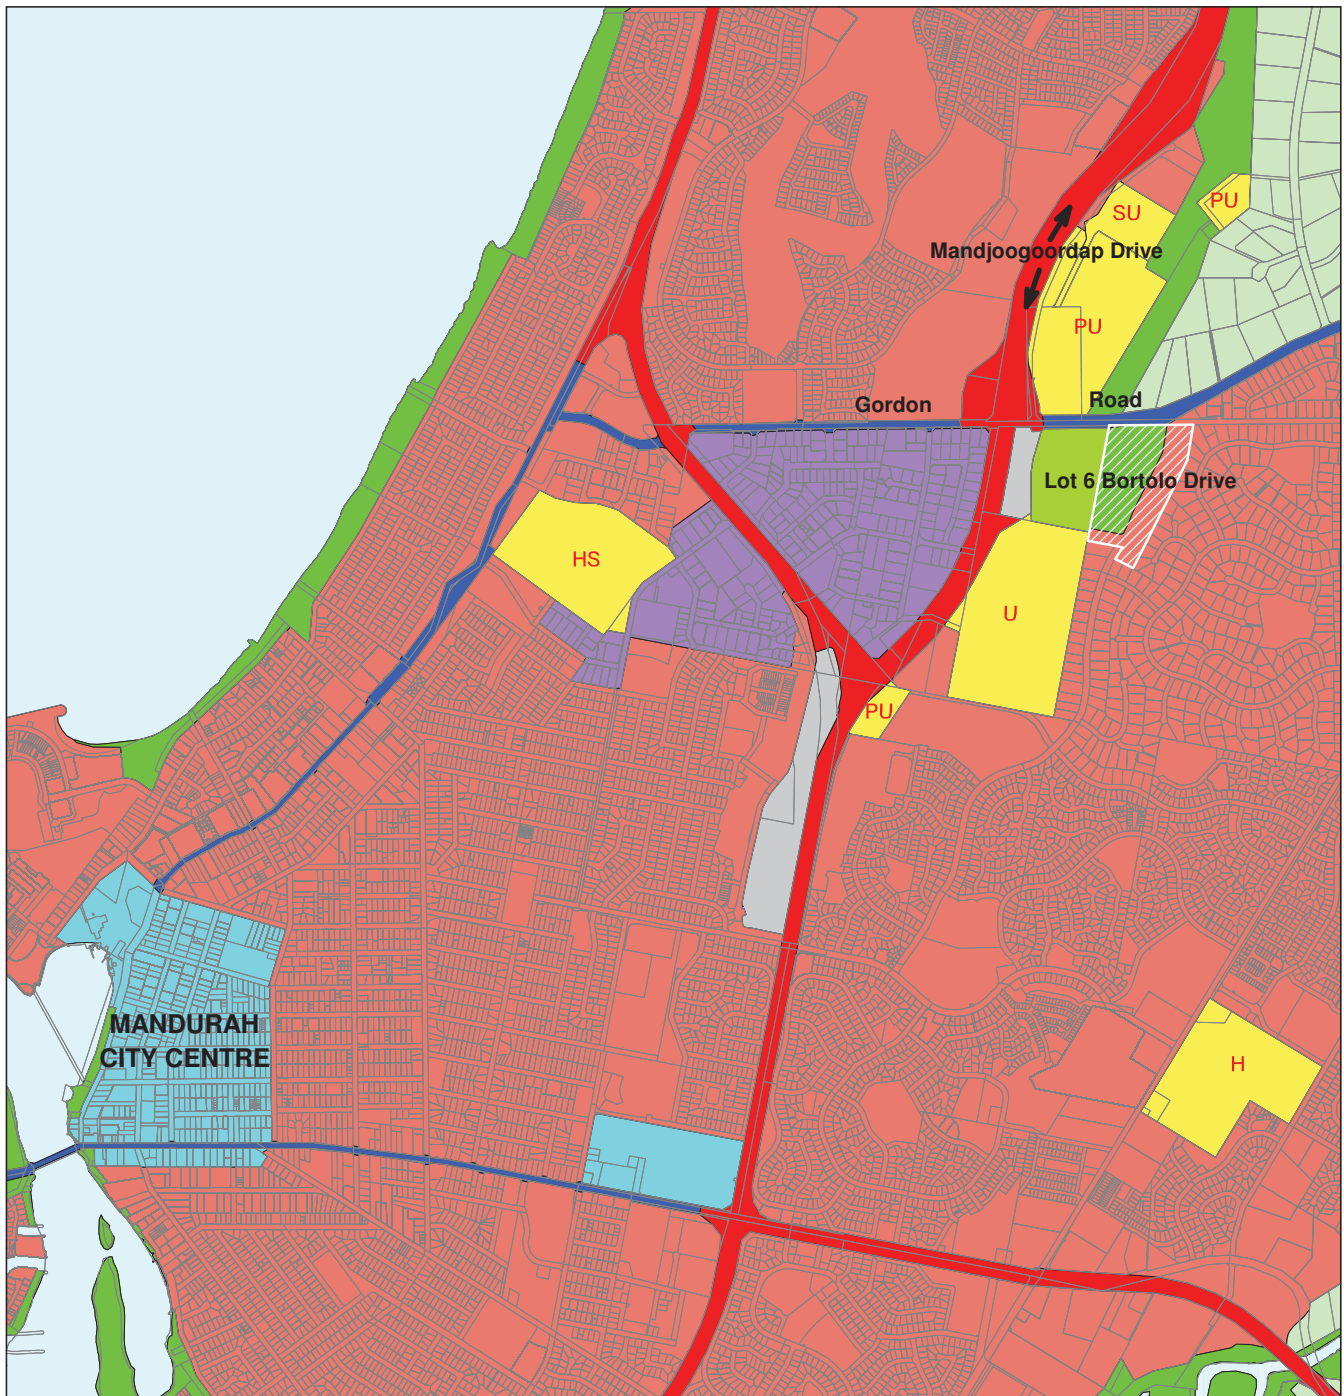 PU
SU
Mandjoogoordap Drive
PU
Gordon Road
Lot 6 Bortolo Drive
HS
U
PU
MANDURAH
CITY CENTRE
H